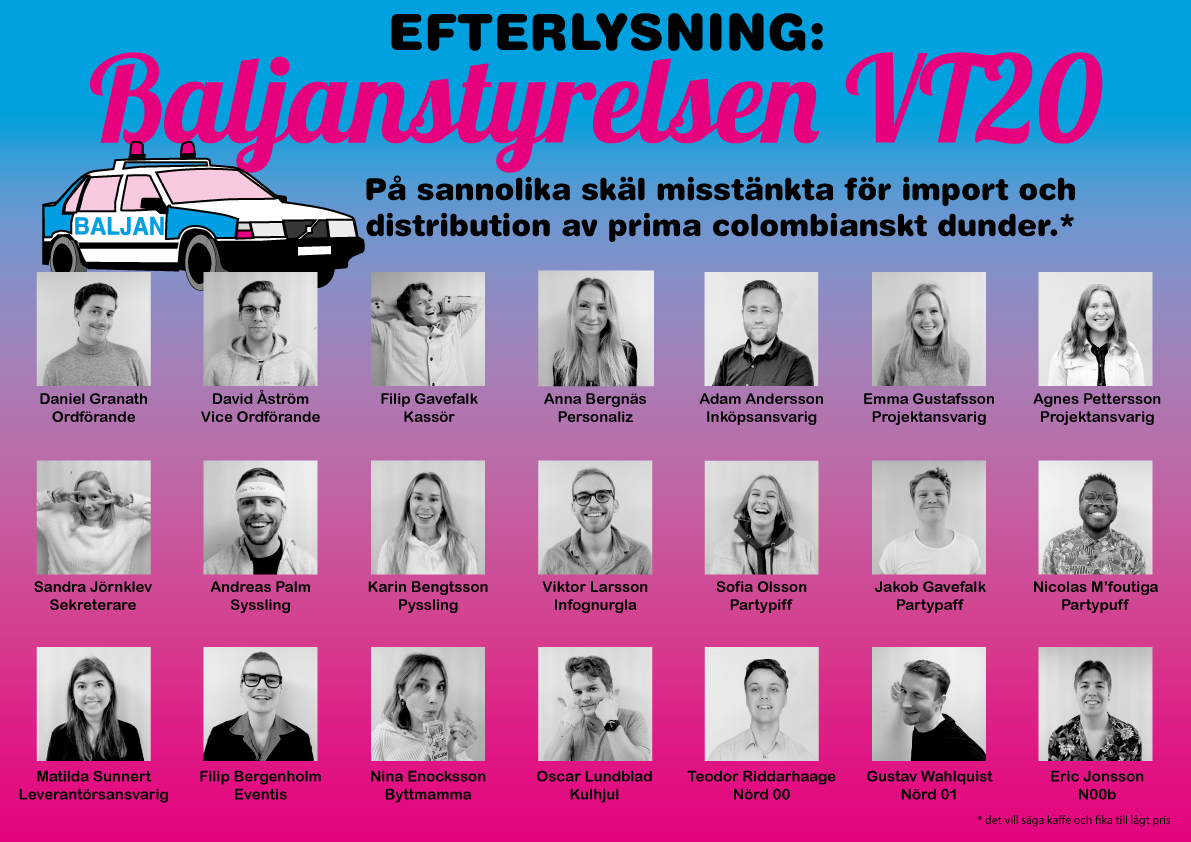 EFTERLYSNING:
Baljanstyrelsen VT20
På sannolika skäl misstänkta för import och
distribution av prima colombianskt dunder.*
BALJAN
Daniel Granath
Ordförande
David Åström
Vice Ordförande
Filip Gavefalk
Kassör
Anna Bergnäs
Personaliz
Adam Andersson
Inköpsansvarig
Emma Gustafsson
Projektansvarig
Agnes Pettersson
Projektansvarig
Sandra Jörnklev
Sekreterare
Andreas Palm
Syssling
Karin Bengtsson
Pyssling
Viktor Larsson
Infognurgla
Sofia Olsson
Partypiff
Jakob Gavefalk
Partypaff
Nicolas M'foutiga
Partypuff
Matilda Sunnert
Leverantörsansvarig
Filip Bergenholm
Eventis
Nina Enocksson
Byttmamma
Oscar Lundblad
Kulhjul
Teodor Riddarhaage
Nörd 00
Gustav Wahlquist
Nörd 01
Eric Jonsson
N00b
* det vill säga kaffe och fika till lågt pris